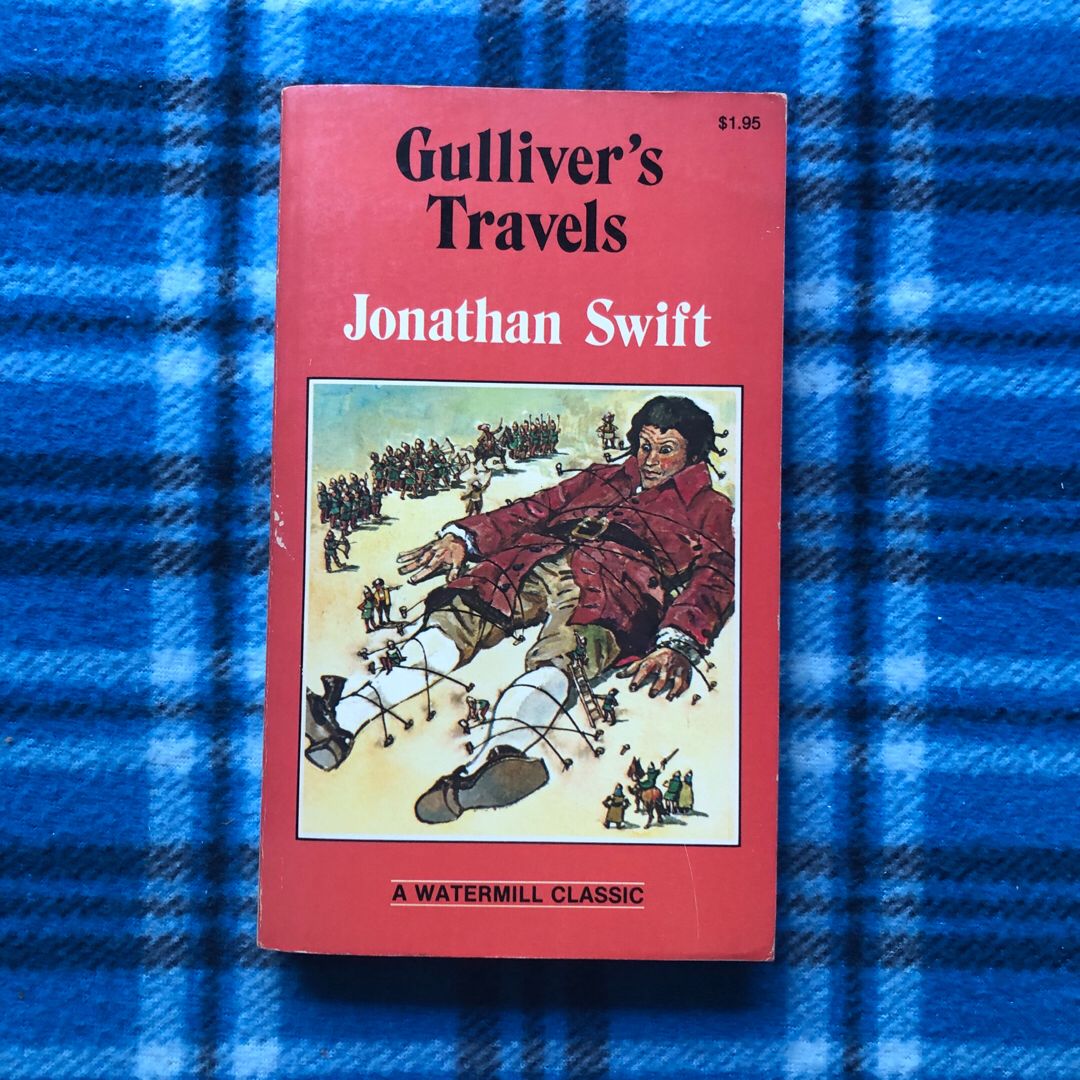 $1.95
Gulliver's
Travels
Jonathan Swift
A WATERMILL CLASSIC